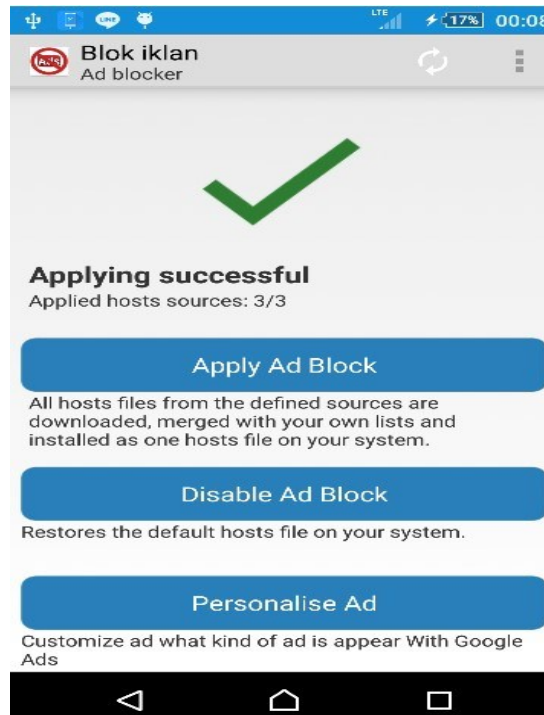 LINE
LTE
17%
00:08
ADS
Blok iklan
Ad blocker
Applying successful
Applied hosts sources: 3/3
Apply Ad Block
All hosts files from the defined sources are
downloaded, merged with your own lists and
installed as one hosts file on your system.
Disable Ad Block
Restores the default hosts file on your system.
Personalise Ad
Customize ad what kind of ad is appear With Google
Ads